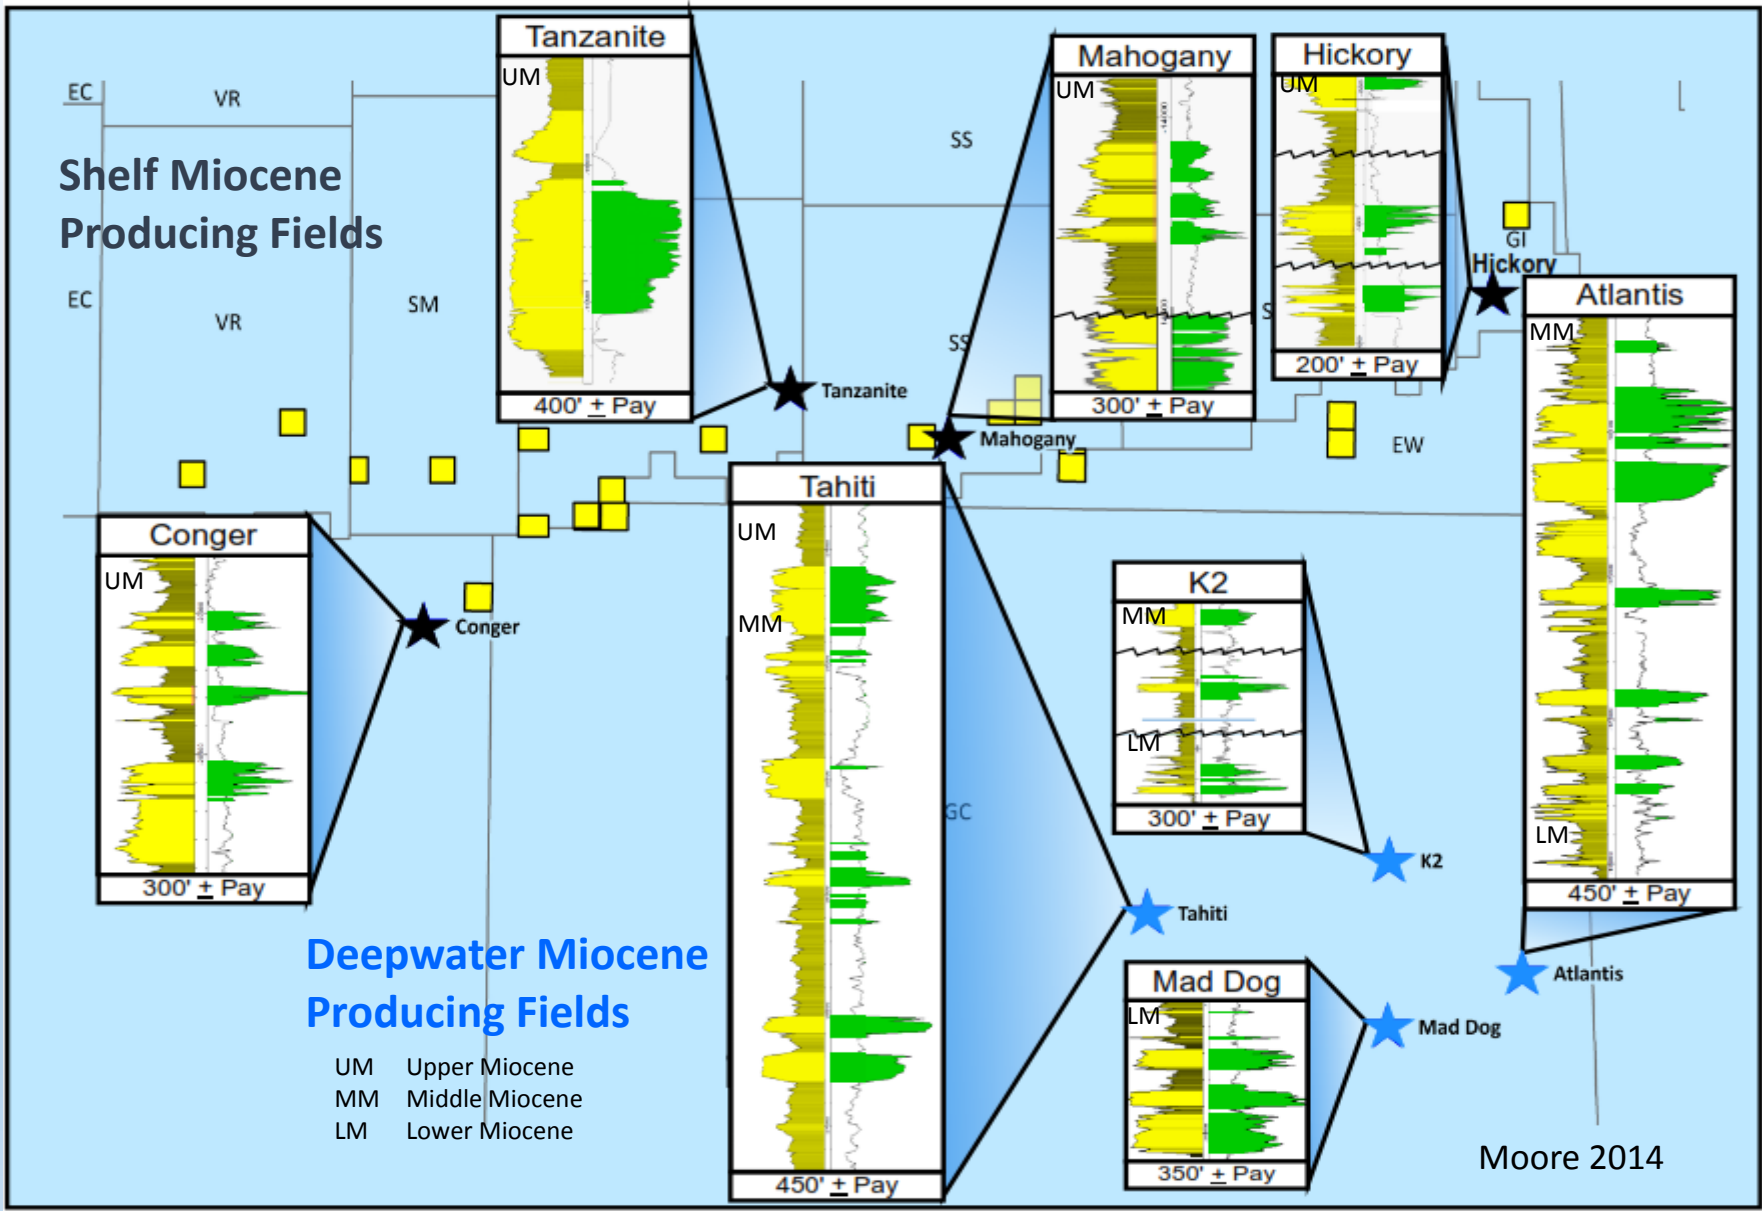 Tanzanite
UM
400' ± Pay
Mahogany
UM
-14000
300' ± Pay
Hickory
UM
200' ± Pay
EC
VR
SS
Shelf Miocene
Producing Fields
GI
Hickory
EC
VR
SM
SS
S
Atlantis
MM
LM
450' ± Pay
Tanzanite
Mahogany
EW
Tahiti
UM
MM
450' ± Pay
Conger
UM
300' ± Pay
Conger
K2
MM
LM
300' ± Pay
GC
K2
Tahiti
Deepwater Miocene
Producing Fields
Mad Dog
LM
350' ± Pay
Atlantis
Mad Dog
UM Upper Miocene
MM Middle Miocene
LM Lower Miocene
Moore 2014